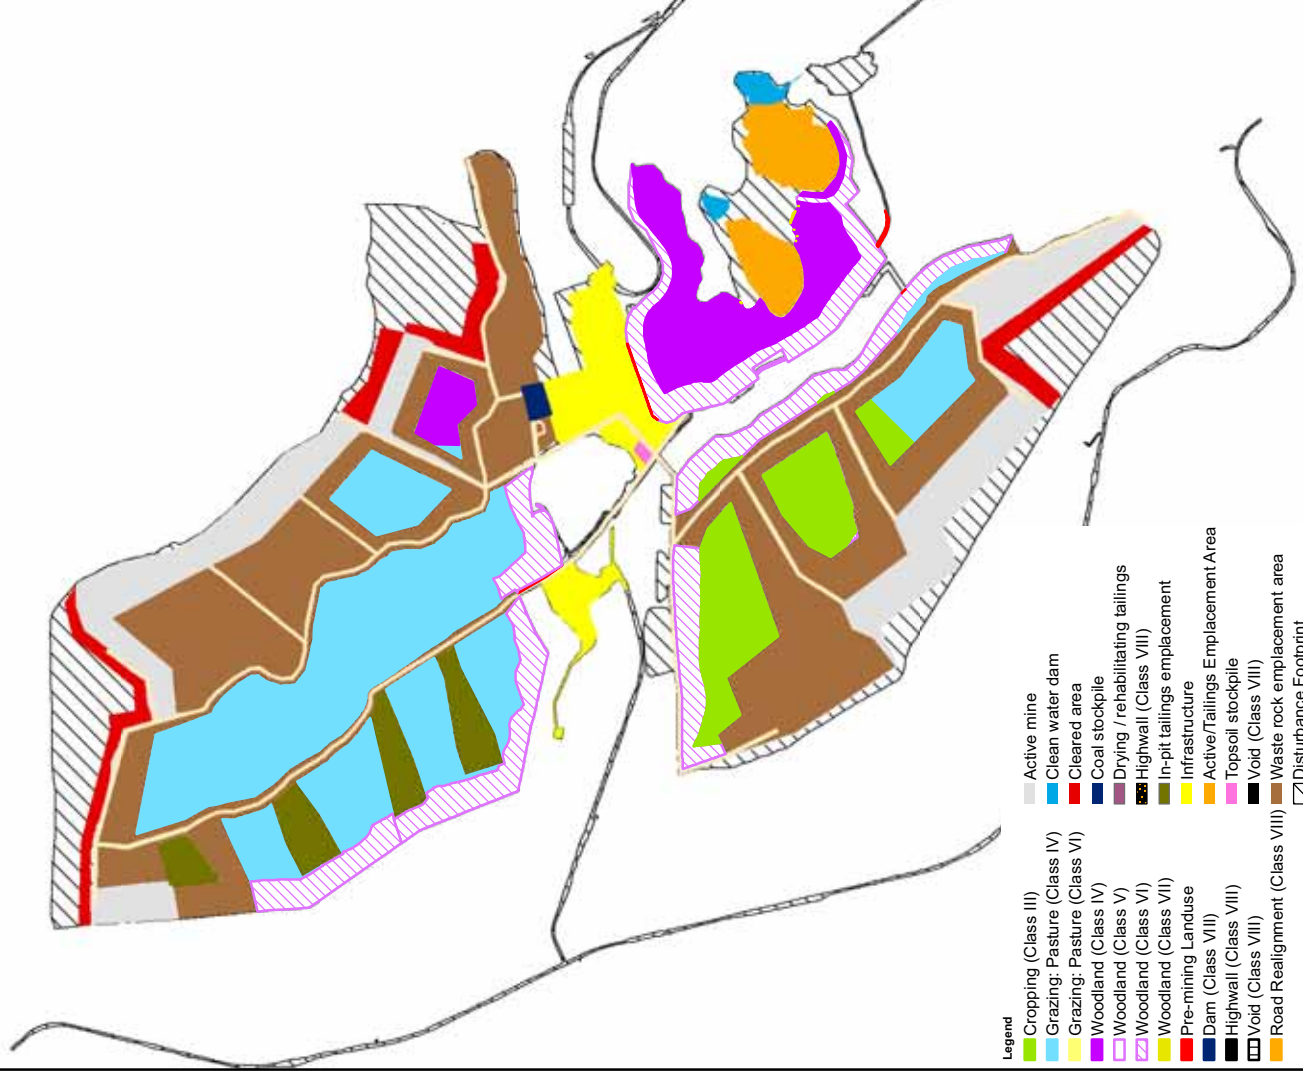 Legend
Cropping (Class III)
Grazing: Pasture (Class IV)
Grazing: Pasture (Class VI)
Woodland (Class IV)
Woodland (Class V)
Woodland (Class VI)
Woodland (Class VII)
Pre-mining Landuse
Dam (Class VIII)
Highwall (Class VIII)
Void (Class VIII)
Road Realignment (Class VIII)
Active mine
Clean water dam
Cleared area
Coal stockpile
Drying / rehabilitating tailings
Highwall (Class VIII)
In-pit tailings emplacement
Infrastructure
Active/Tailings Emplacement Area
Topsoil stockpile
Void (Class VIII)
Waste rock emplacement area
Disturbance Footprint